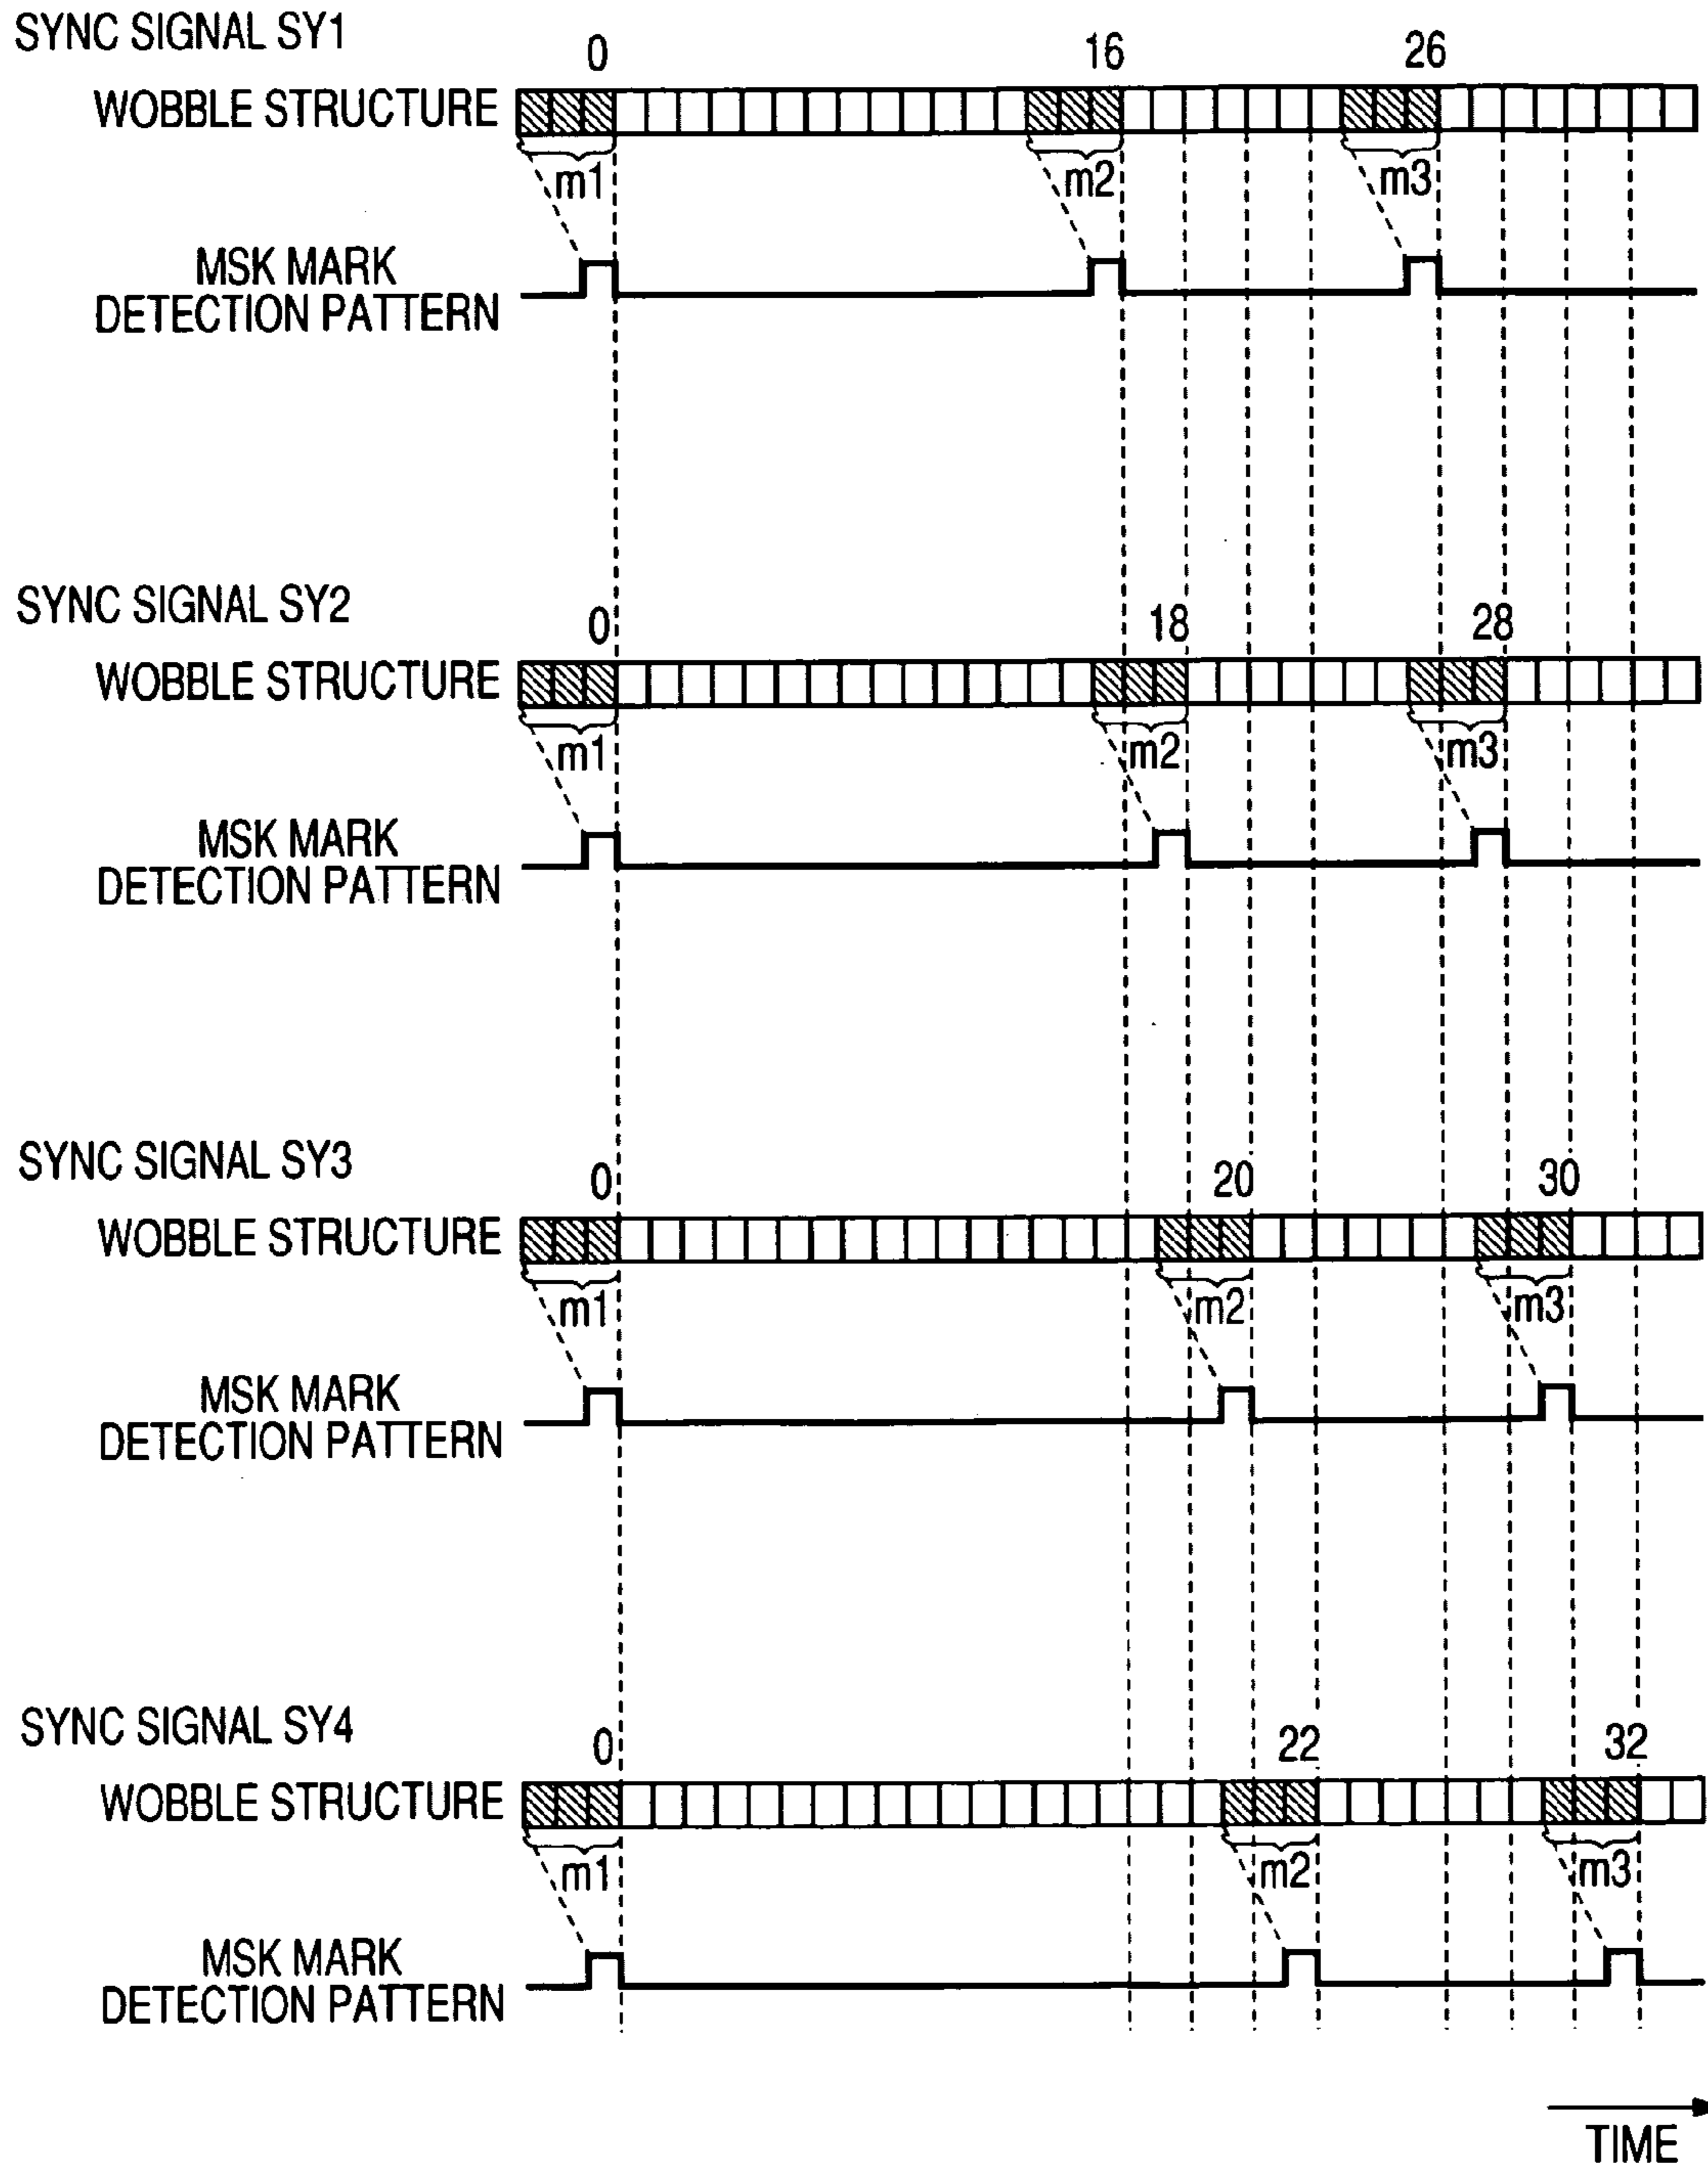 SYNC SIGNAL SY1
0 16 26
WOBBLE STRUCTURE
m1 m2 m3
MSK MARK
DETECTION PATTERN
SYNC SIGNAL SY2
0 18 28
WOBBLE STRUCTURE
m1 m2 m3
MSK MARK
DETECTION PATTERN
SYNC SIGNAL SY3
0 20 30
WOBBLE STRUCTURE
m1 m2 m3
MSK MARK
DETECTION PATTERN
SYNC SIGNAL SY4
0 22 32
WOBBLE STRUCTURE
m1 m2 m3
MSK MARK
DETECTION PATTERN
TIME